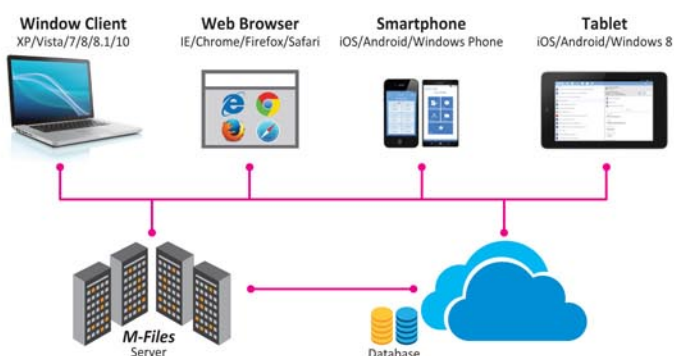 Window Client
XP/Vista/7/8/8.1/10
Web Browser
IE/Chrome/Firefox/Safari
Smartphone
iOS/Android/Windows Phone
Tablet
iOS/Android/Windows 8
M-Files
Server
Database